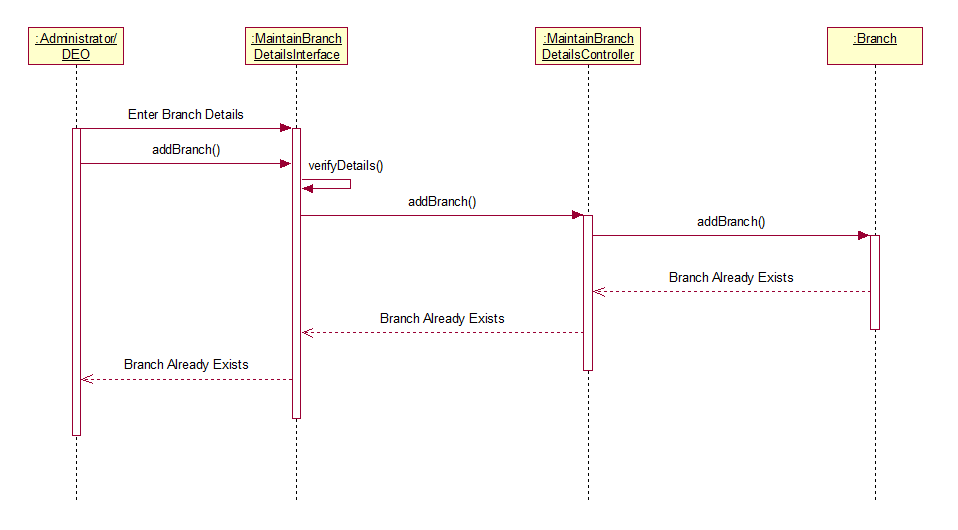 :Administrator/
DEO
:MaintainBranch
DetailsInterface
:MaintainBranch
DetailsController
:Branch
Enter Branch Details
addBranch()
verifyDetails()
addBranch()
addBranch()
Branch Already Exists
Branch Already Exists
Branch Already Exists